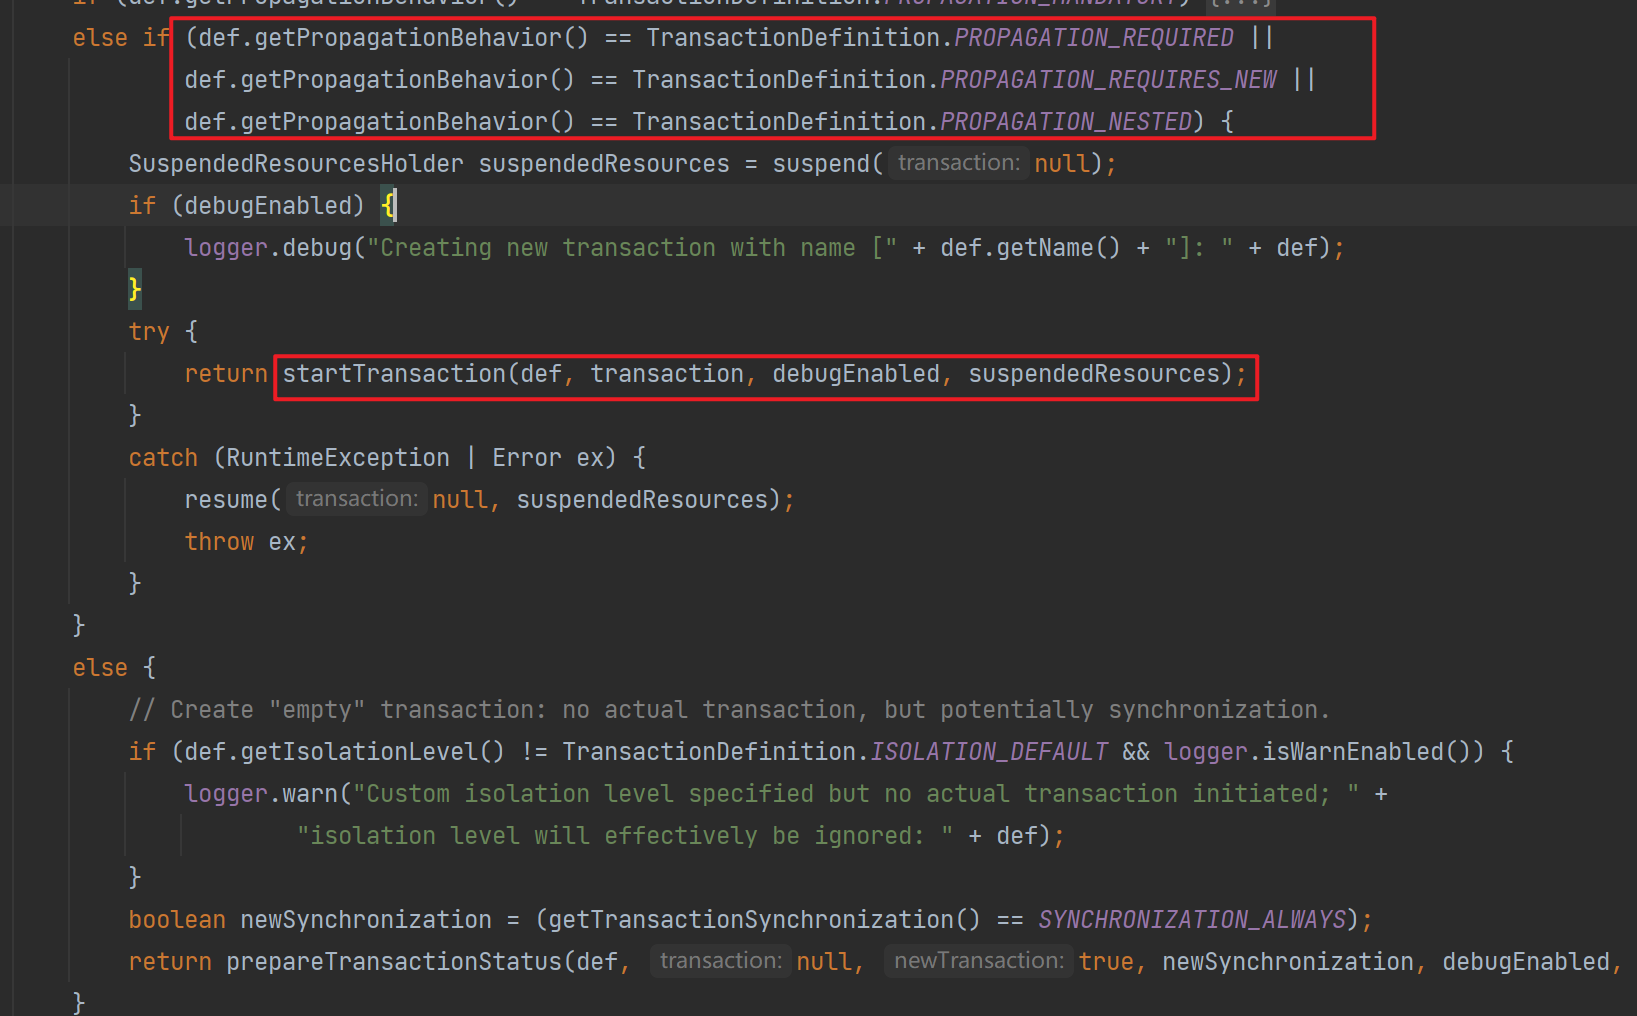 if (def.getPropagationBehavior() == TransactionDefinition.PROPAGATION_MANDATORY) {...}
else if (def.getPropagationBehavior() == TransactionDefinition.PROPAGATION_REQUIRED ||
def.getPropagationBehavior() == TransactionDefinition.PROPAGATION_REQUIRES_NEW ||
def.getPropagationBehavior() == TransactionDefinition.PROPAGATION_NESTED) {
SuspendedResourcesHolder suspendedResources = suspend( transaction: null);
if (debugEnabled) {
logger.debug("Creating new transaction with name [" + def.getName() + "]: " + def);
}
try {
return startTransaction(def, transaction, debugEnabled, suspendedResources);
}
catch (RuntimeException | Error ex) {
resume( transaction: null, suspendedResources);
throw ex;
}
}
else {
// Create "empty" transaction: no actual transaction, but potentially synchronization.
if (def.getIsolationLevel() != TransactionDefinition.ISOLATION_DEFAULT && logger.isWarnEnabled()) {
logger.warn("Custom isolation level specified but no actual transaction initiated; " +
"isolation level will effectively be ignored: " + def);
}
boolean newSynchronization = (getTransactionSynchronization() == SYNCHRONIZATION_ALWAYS);
return prepareTransactionStatus(def, transaction: null, newTransaction: true, newSynchronization, debugEnabled,
}